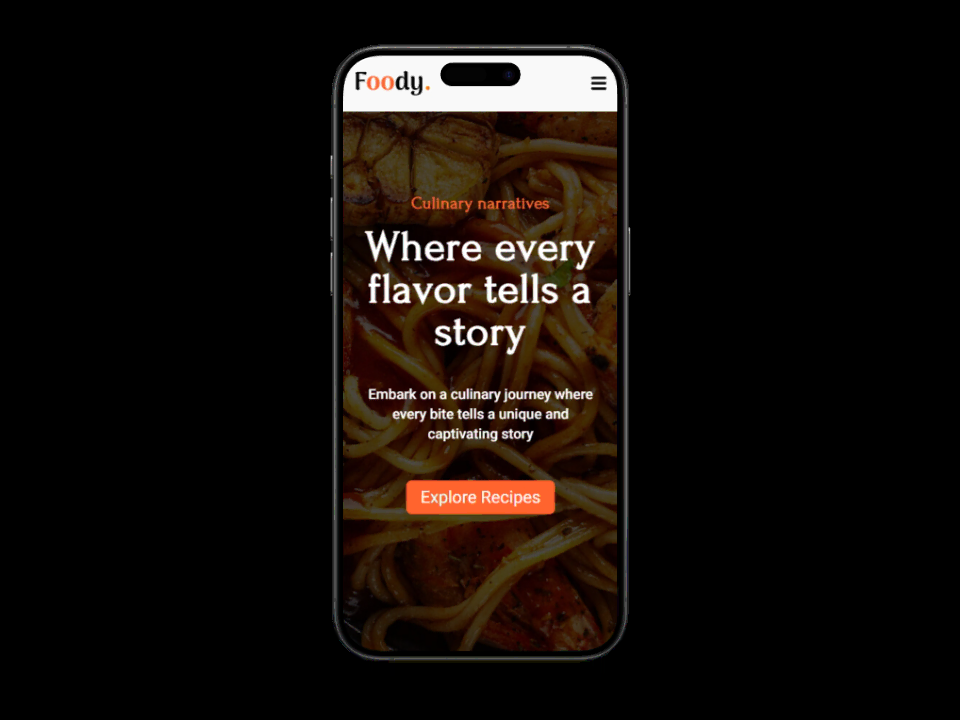 Foody.
Culinary narratives
Where every
flavor tells a
story
Embark on a culinary journey where
every bite tells a unique and
captivating story
Explore Recipes